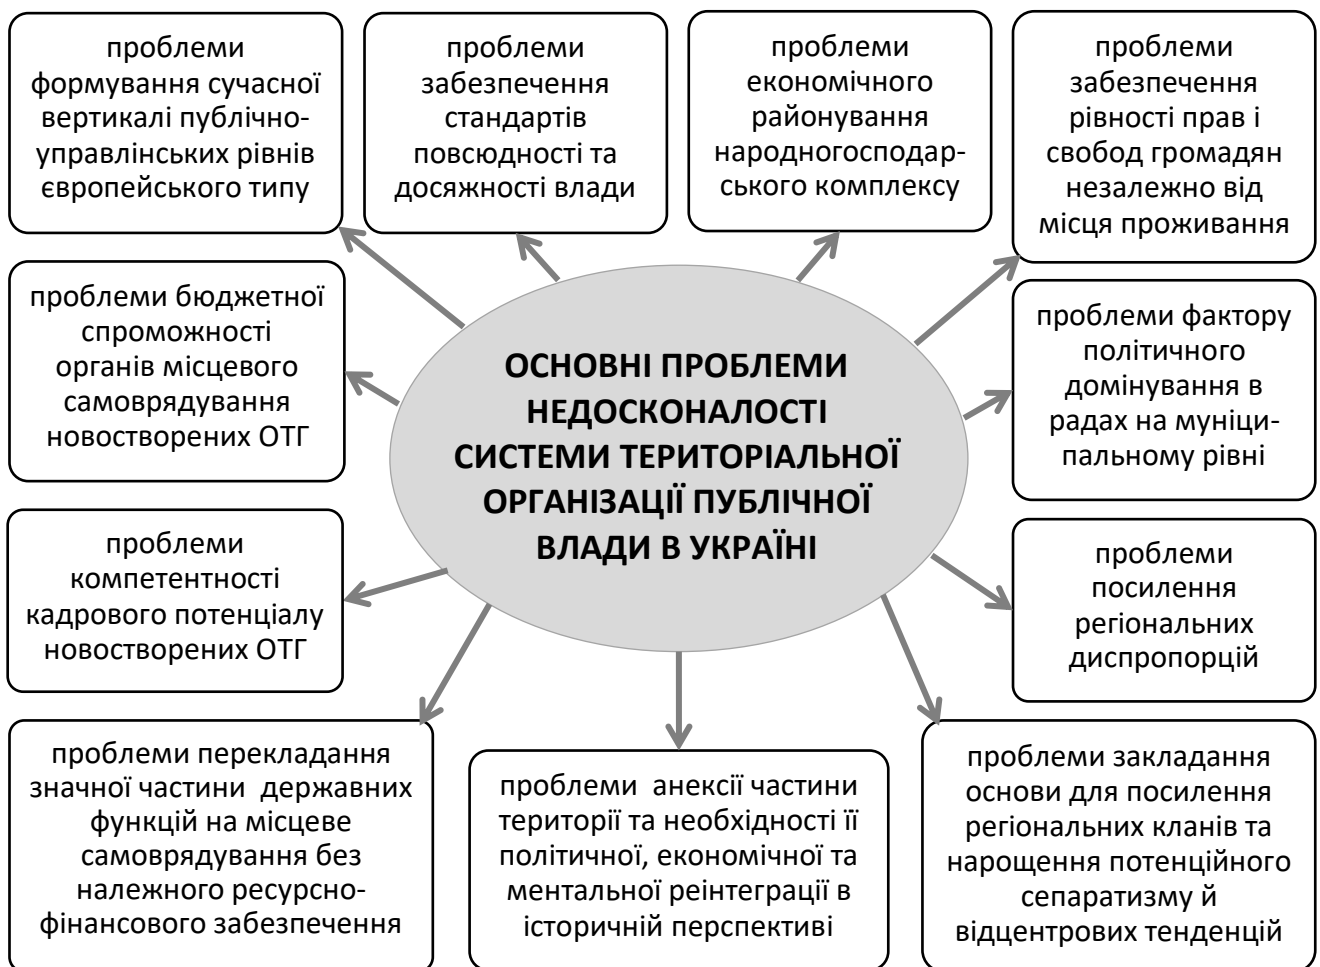 проблеми
формування сучасної
вертикалі публічно-
управлінських рівнів
європейського типу
проблеми
забезпечення
стандартів
повсюдності та
досяжності влади
проблеми
економічного
районування
народногосподар-
ського комплексу
проблеми
забезпечення
рівності прав і
свобод громадян
незалежно від
місця проживання
проблеми бюджетної
спроможності
органів місцевого
самоврядування
новостворених ОТГ
ОСНОВНІ ПРОБЛЕМИ
НЕДОСКОНАЛОСТІ
СИСТЕМИ ТЕРИТОРІАЛЬНОЇ
ОРГАНІЗАЦІЇ ПУБЛІЧНОЇ
ВЛАДИ В УКРАЇНІ
проблеми фактору
політичного
домінування в
радах на муніци-
пальному рівні
проблеми
компетентності
кадрового потенціалу
новостворених ОТГ
проблеми
посилення
регіональних
диспропорцій
проблеми перекладання
значної частини державних
функцій на місцеве
самоврядування без
належного ресурсно-
фінансового забезпечення
проблеми анексії частини
території та необхідності її
політичної, економічної та
ментальної реінтеграції в
історичній перспективі
проблеми закладання
основи для посилення
регіональних кланів та
нарощення потенційного
сепаратизму й
відцентрових тенденцій